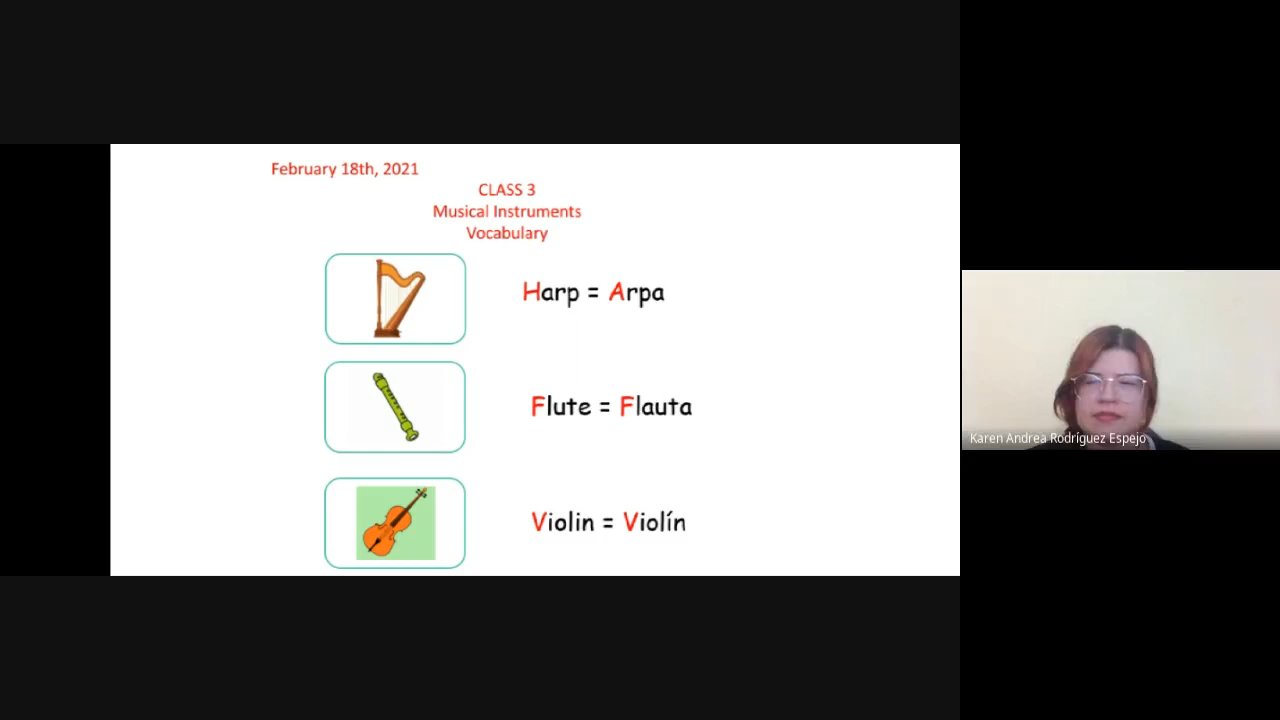 February 18th, 2021
CLASS 3
Musical Instruments
Vocabulary
Harp = Arpa
Flute = Flauta
Violin = Violín
Karen Andrea Rodríguez Espejo